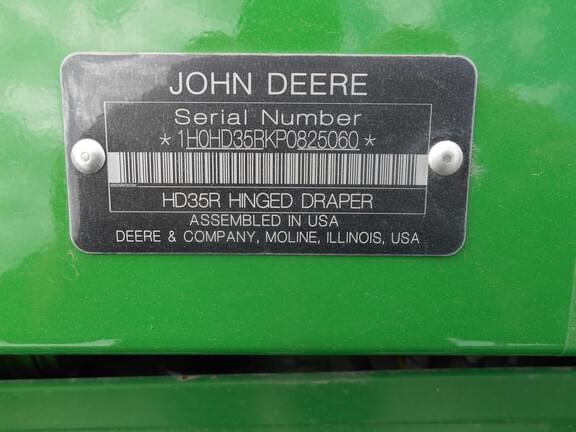 JOHN DEERE
Serial Number
*1H0HD35RKP0825060*
HD35R HINGED DRAPER
ASSEMBLED IN USA
DEERE & COMPANY, MOLINE, ILLINOIS, USA